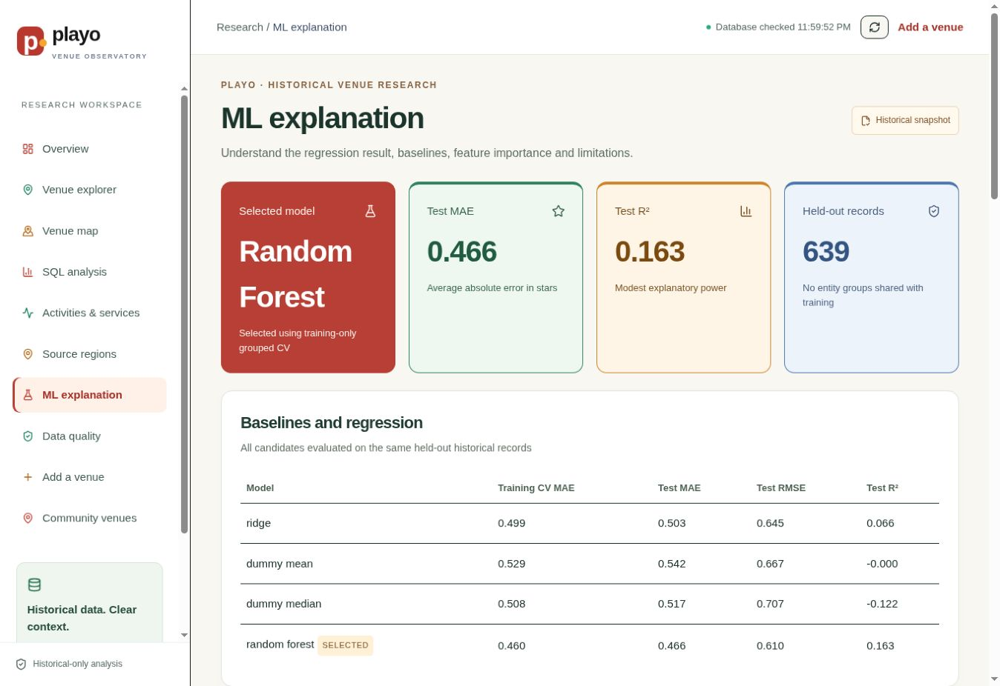 p
playo
VENUE OBSERVATORY
RESEARCH WORKSPACE
Overview
Venue explorer
Venue map
SQL analysis
Activities & services
Source regions
ML explanation
Data quality
Add a venue
Community venues
Historical data. Clear
context.
Historical-only analysis
Research / ML explanation
Database checked 11:59:52 PM
Add a venue
PLAYO · HISTORICAL VENUE RESEARCH
ML explanation
Historical snapshot
Understand the regression result, baselines, feature importance and limitations.
Selected model
Random
Forest
Selected using training-only
grouped CV
Test MAE
0.466
Average absolute error in stars
Test R²
0.163
Modest explanatory power
Held-out records
639
No entity groups shared with
training
Baselines and regression
All candidates evaluated on the same held-out historical records
Model Training CV MAE Test MAE Test RMSE Test R²
ridge 0.499 0.503 0.645 0.066
dummy mean 0.529 0.542 0.667 -0.000
dummy median 0.508 0.517 0.707 -0.122
random forest SELECTED 0.460 0.466 0.610 0.163